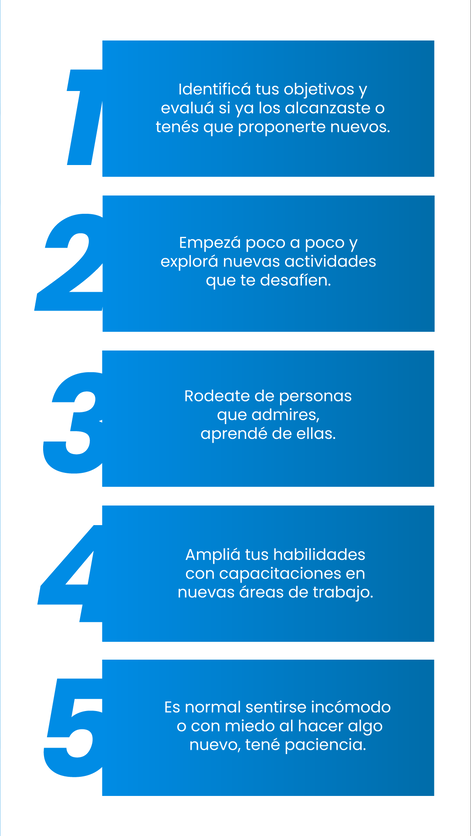 1
Identificá tus objetivos y
evaluá si ya los alcanzaste o
tenés que proponerte nuevos.
2
Empezá poco a poco y
explorá nuevas actividades
que te desafíen.
3
Rodeate de personas
que admires,
aprendé de ellas.
4
Ampliá tus habilidades
con capacitaciones en
nuevas áreas de trabajo.
5
Es normal sentirse incómodo
o con miedo al hacer algo
nuevo, tené paciencia.